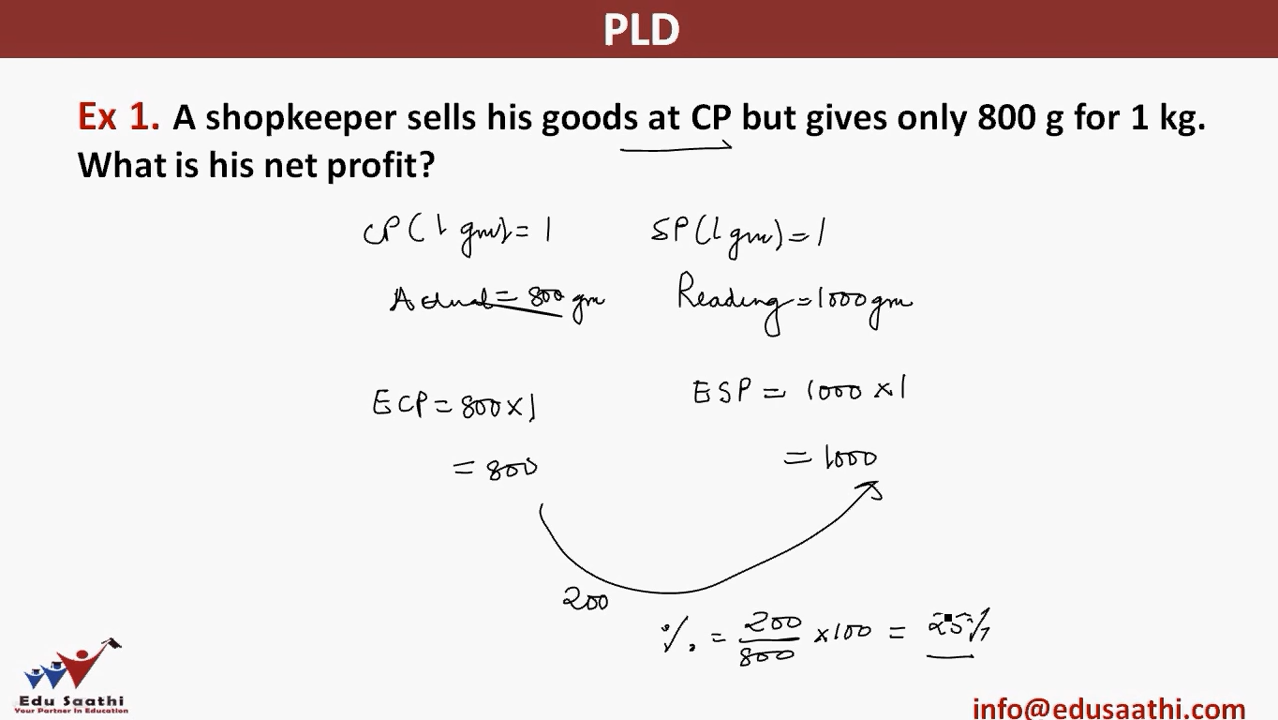 PLD
Ex 1. A shopkeeper sells his goods at CP but gives only 800 g for 1 kg.
What is his net profit?
CP(1 gm)=1 SP(1 gm)=1
Actual=800 gm Reading=1000gm
ECP=800×1 ESP=1000×1
=800 =1000
200
%.=200/800×100=25%
Edu Saathi
Your Partner In Education
info@edusaathi.com